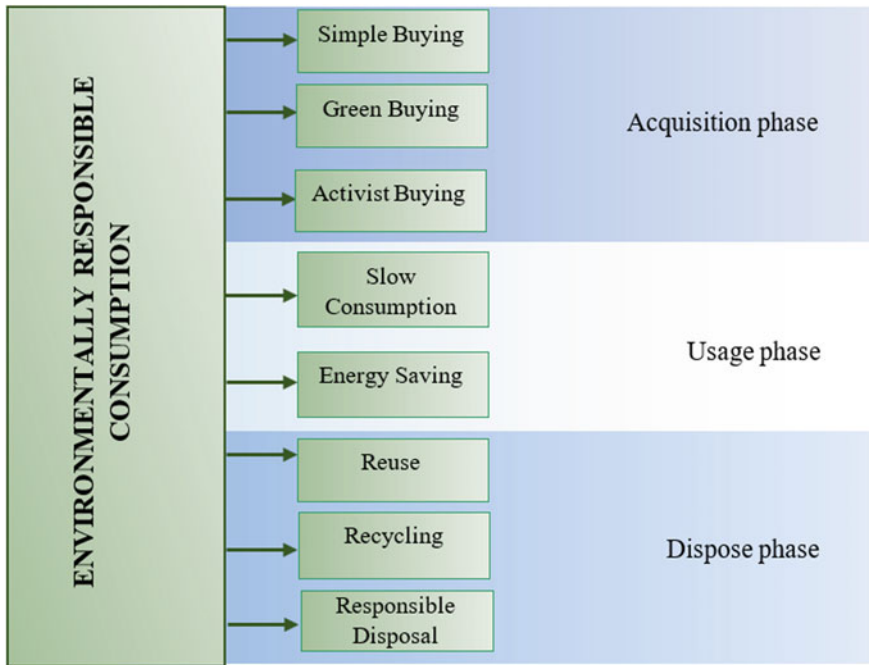 ENVIRONMENTALLY RESPONSIBLE
CONSUMPTION
Simple Buying
Green Buying
Activist Buying
Acquisition phase
Slow
Consumption
Energy Saving
Usage phase
Reuse
Recycling
Responsible
Disposal
Dispose phase